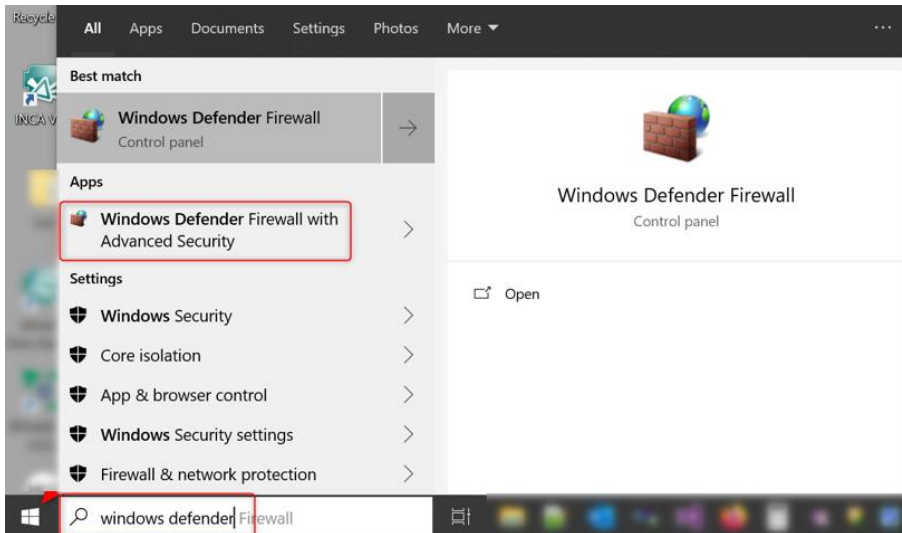 Recycle
All Apps Documents Settings Photos More
Best match
INCA V
Windows Defender Firewall
Control panel
Apps
Windows Defender Firewall with
Advanced Security
Settings
Windows Security
Core isolation
App & browser control
Windows Security settings
Firewall & network protection
windows defender Firewall
Windows Defender Firewall
Control panel
Open